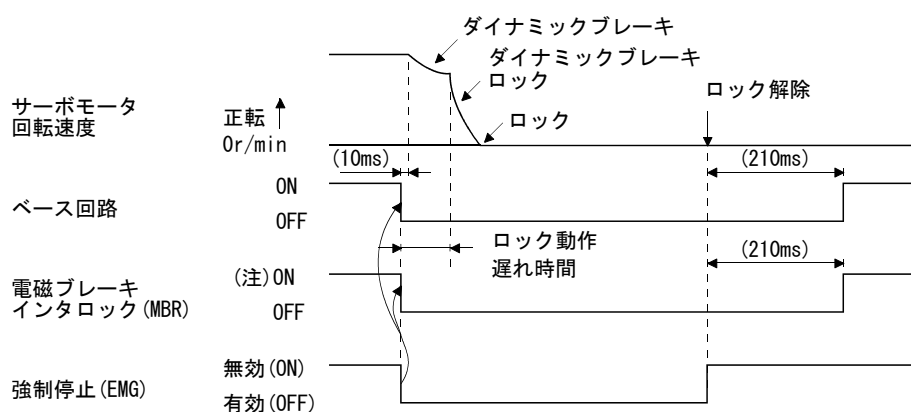 ダイナミックブレーキ
ダイナミックブレーキ
ロック
ロック解除
サーボモータ
回転速度
正転
0r/min
ロック
(10ms)
(210ms)
ベース回路
ON
OFF
ロック動作
遅れ時間
(210ms)
電磁ブレーキ
インタロック(MBR)
(注)ON
OFF
強制停止(EMG)
無効(ON)
有効(OFF)